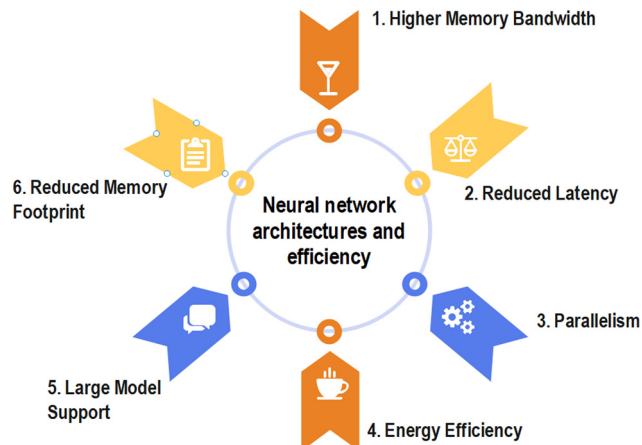 1. Higher Memory Bandwidth
2. Reduced Latency
3. Parallelism
4. Energy Efficiency
5. Large Model
Support
6. Reduced Memory
Footprint
Neural network
architectures and
efficiency